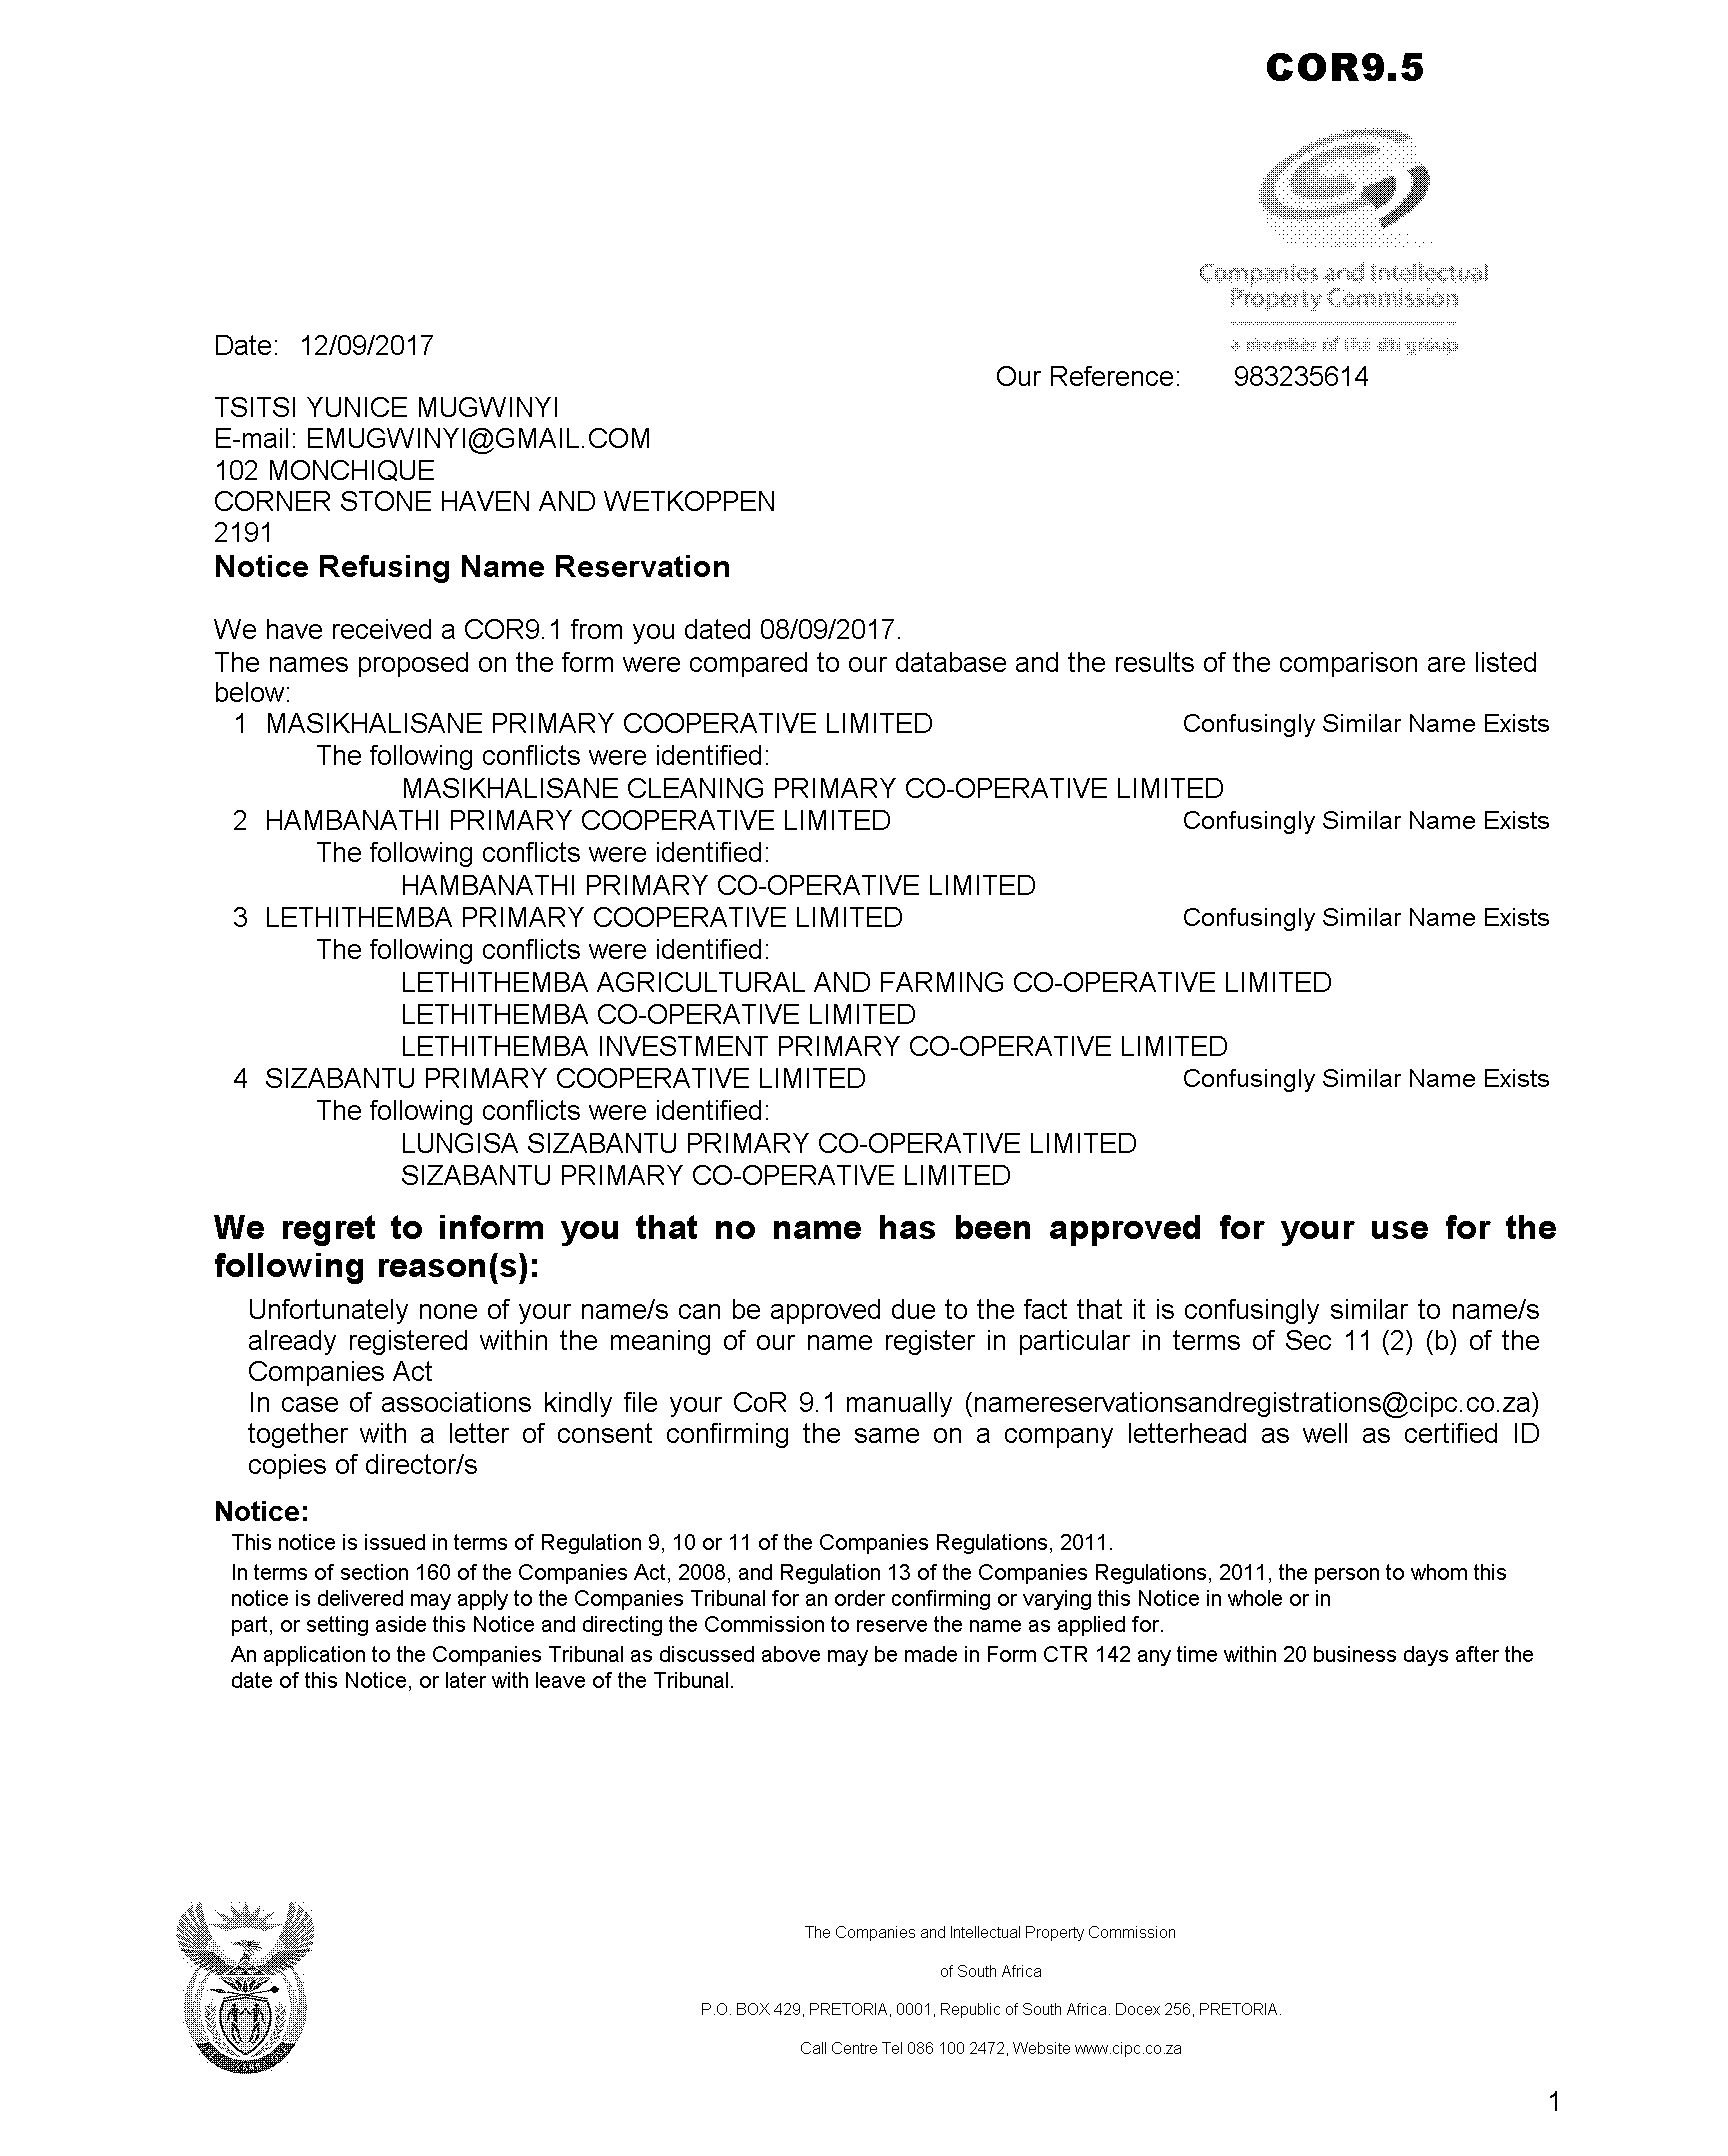 COR9.5
Companies and Intellectual
Property Commission
a member of the dti group
Date: 12/09/2017
Our Reference: 983235614
TSITSI YUNICE MUGWINYI
E-mail: EMUGWINYI@GMAIL.COM
102 MONCHIQUE
CORNER STONE HAVEN AND WETKOPPEN
2191
Notice Refusing Name Reservation
We have received a COR9.1 from you dated 08/09/2017.
The names proposed on the form were compared to our database and the results of the comparison are listed
below:
1 MASIKHALISANE PRIMARY COOPERATIVE LIMITED Confusingly Similar Name Exists
The following conflicts were identified:
MASIKHALISANE CLEANING PRIMARY CO-OPERATIVE LIMITED
2 HAMBANATHI PRIMARY COOPERATIVE LIMITED Confusingly Similar Name Exists
The following conflicts were identified:
HAMBANATHI PRIMARY CO-OPERATIVE LIMITED
3 LETHITHEMBA PRIMARY COOPERATIVE LIMITED Confusingly Similar Name Exists
The following conflicts were identified:
LETHITHEMBA AGRICULTURAL AND FARMING CO-OPERATIVE LIMITED
LETHITHEMBA CO-OPERATIVE LIMITED
LETHITHEMBA INVESTMENT PRIMARY CO-OPERATIVE LIMITED
4 SIZABANTU PRIMARY COOPERATIVE LIMITED Confusingly Similar Name Exists
The following conflicts were identified:
LUNGISA SIZABANTU PRIMARY CO-OPERATIVE LIMITED
SIZABANTU PRIMARY CO-OPERATIVE LIMITED
We regret to inform you that no name has been approved for your use for the
following reason(s):
Unfortunately none of your name/s can be approved due to the fact that it is confusingly similar to name/s
already registered within the meaning of our name register in particular in terms of Sec 11 (2) (b) of the
Companies Act
In case of associations kindly file your CoR 9.1 manually (namereservationsandregistrations@cipc.co.za)
together with a letter of consent confirming the same on a company letterhead as well as certified ID
copies of director/s
Notice:
This notice is issued in terms of Regulation 9, 10 or 11 of the Companies Regulations, 2011.
In terms of section 160 of the Companies Act, 2008, and Regulation 13 of the Companies Regulations, 2011, the person to whom this
notice is delivered may apply to the Companies Tribunal for an order confirming or varying this Notice in whole or in
part, or setting aside this Notice and directing the Commission to reserve the name as applied for.
An application to the Companies Tribunal as discussed above may be made in Form CTR 142 any time within 20 business days after the
date of this Notice, or later with leave of the Tribunal.
The Companies and Intellectual Property Commission
of South Africa
P.O. BOX 429, PRETORIA, 0001, Republic of South Africa. Docex 256, PRETORIA.
Call Centre Tel 086 100 2472, Website www.cipc.co.za
1